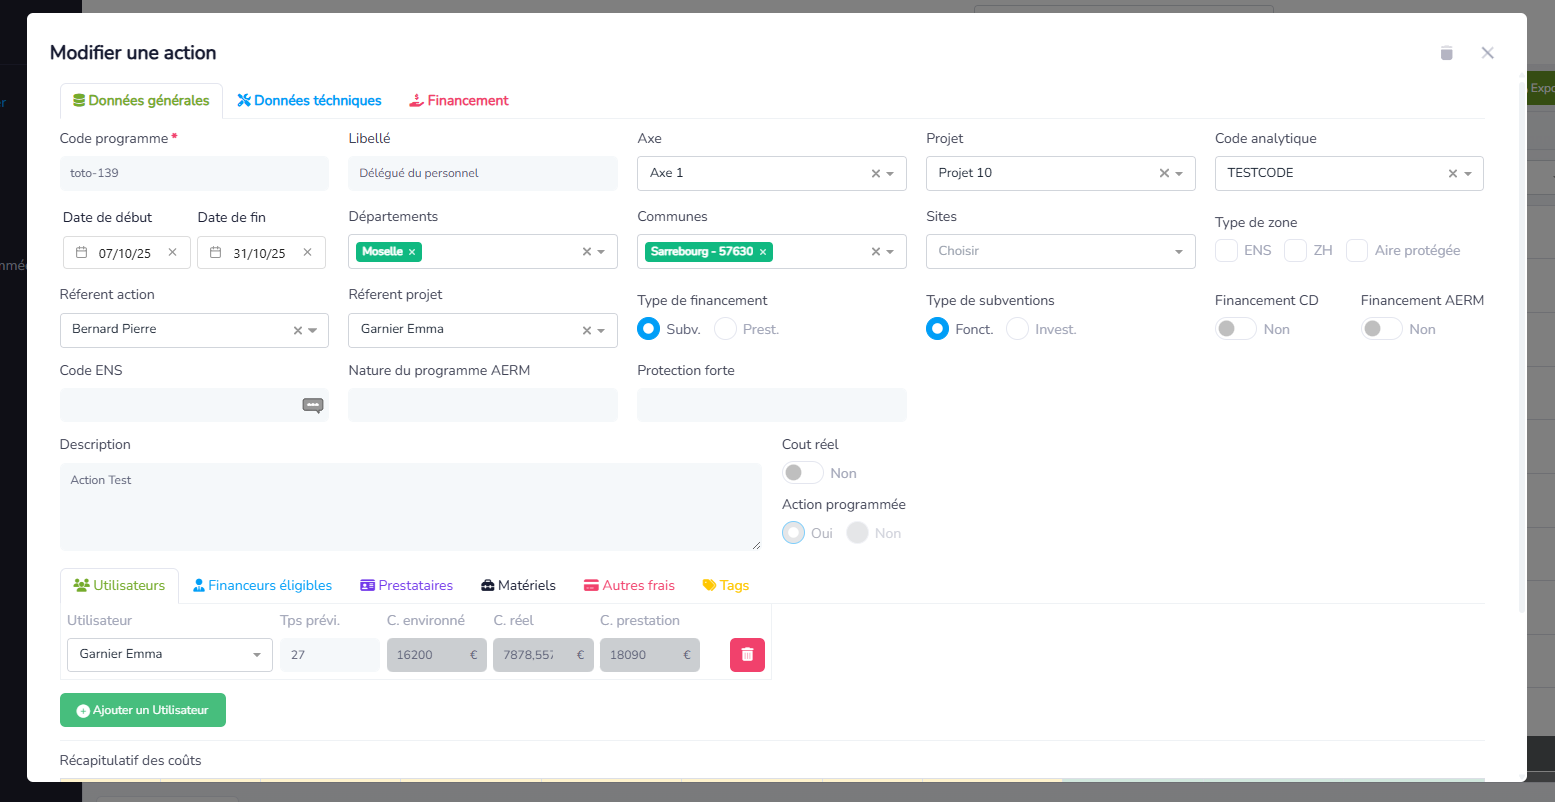 Modifier une action
Données générales Données téchniques Financement
Code programme * Libellé Axe Projet Code analytique
toto-139 Délégué du personnel Axe 1 Projet 10 TESTCODE
Date de début Date de fin Départements Communes Sites Type de zone
07/10/25 31/10/25 Moselle × Sarrebourg - 57630 × Choisir ENS ZH Aire protégée
Réferent action Réferent projet Type de financement Type de subventions Financement CD Financement AERM
Bernard Pierre Garnier Emma Subv. Prest. Fonct. Invest. Non Non
Code ENS Nature du programme AERM Protection forte
Description Cout réel
Action Test Non
Action programmée
Oui Non
Utilisateurs Financeurs éligibles Prestataires Matériels Autres frais Tags
Utilisateur Tps prévi. C. environné C. réel C. prestation
Garnier Emma 27 16200 € 7878,557 € 18090 €
Ajouter un Utilisateur
Récapitulatif des coûts